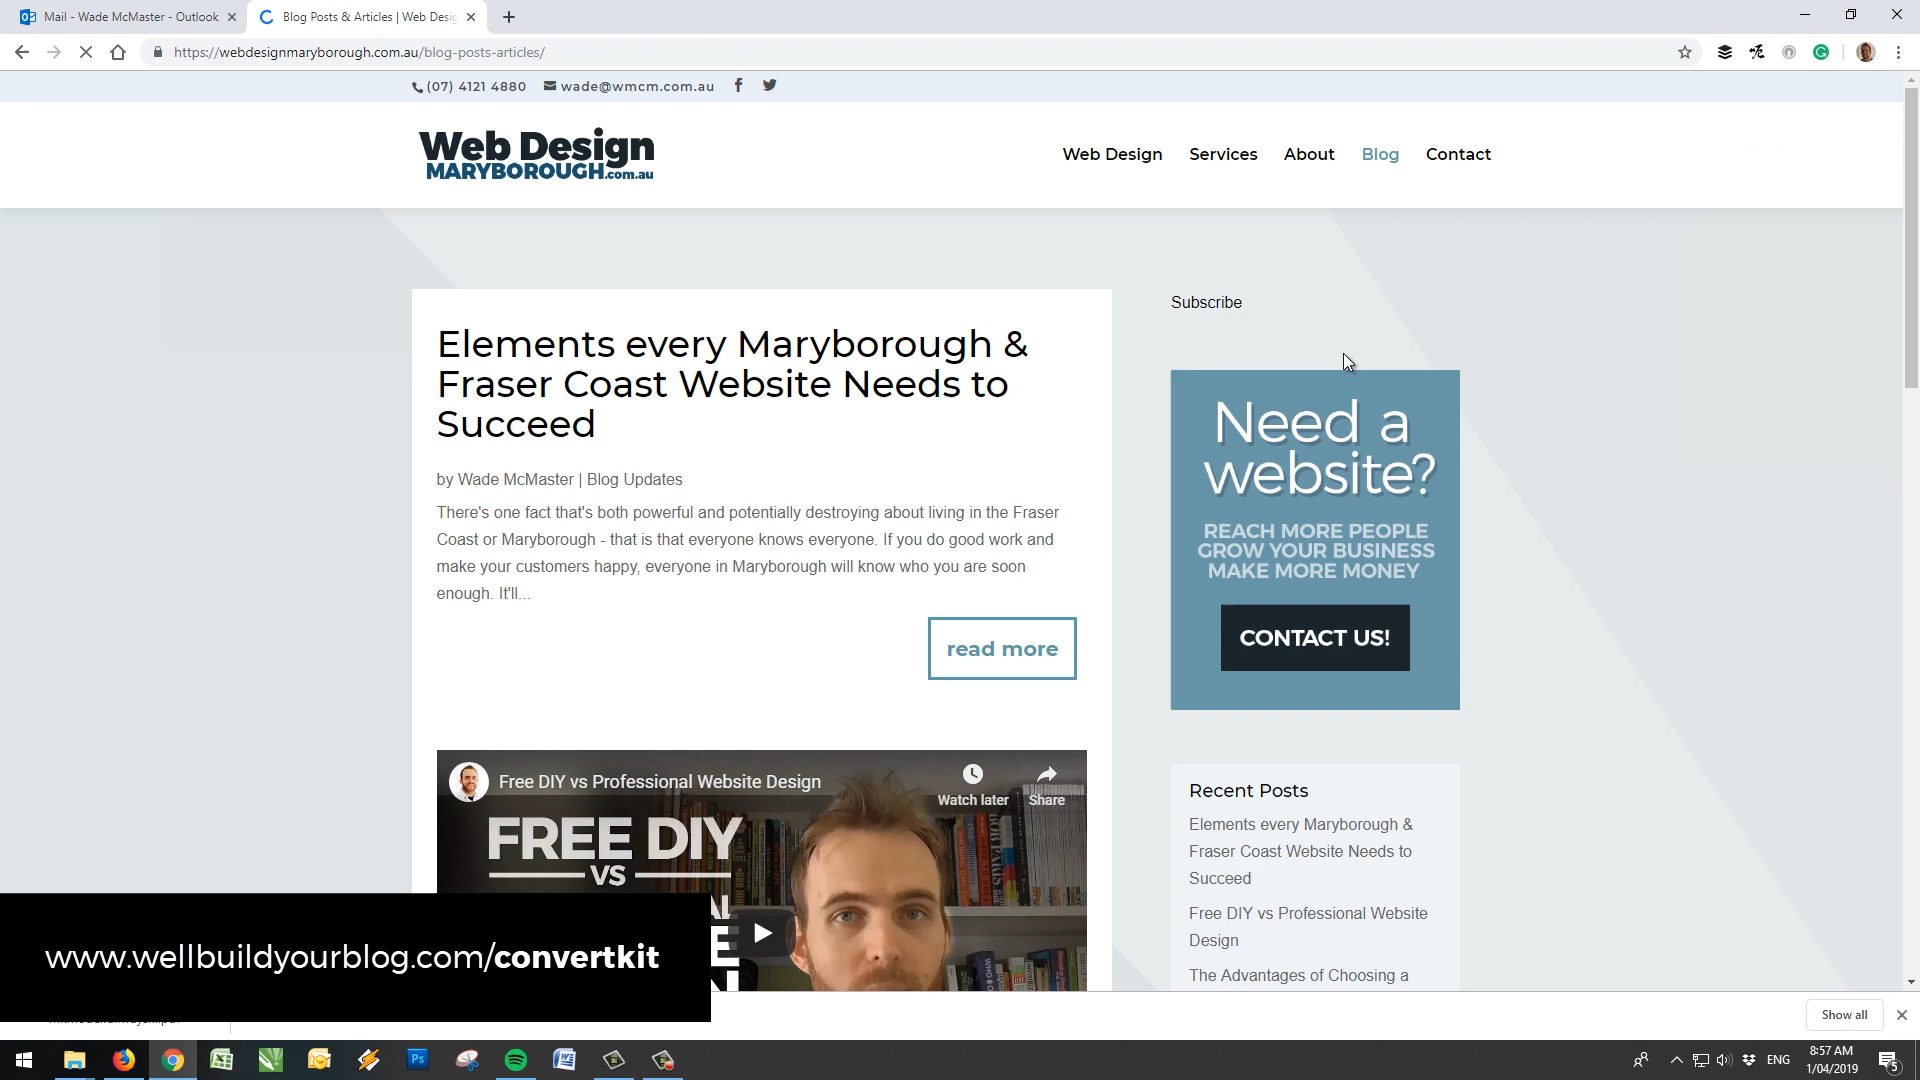 Mail - Wade McMaster - Outlook
Blog Posts & Articles | Web Desig
https://webdesignmaryborough.com.au/blog-posts-articles/
(07) 4121 4880
wade@wmcm.com.au
Web Design
MARYBOROUGH.com.au
Web Design
Services
About
Blog
Contact
Elements every Maryborough &
Fraser Coast Website Needs to
Succeed
by Wade McMaster | Blog Updates
There's one fact that's both powerful and potentially destroying about living in the Fraser
Coast or Maryborough - that is that everyone knows everyone. If you do good work and
make your customers happy, everyone in Maryborough will know who you are soon
enough. It'll...
read more
Free DIY vs Professional Website Design
Watch later
Share
FREE DIY
VS
Subscribe
Need a
website?
REACH MORE PEOPLE
GROW YOUR BUSINESS
MAKE MORE MONEY
CONTACT US!
Recent Posts
Elements every Maryborough &
Fraser Coast Website Needs to
Succeed
Free DIY vs Professional Website
Design
The Advantages of Choosing a
www.wellbuildyourblog.com/convertkit
Show all
ENG
8:57 AM
1/04/2019
5